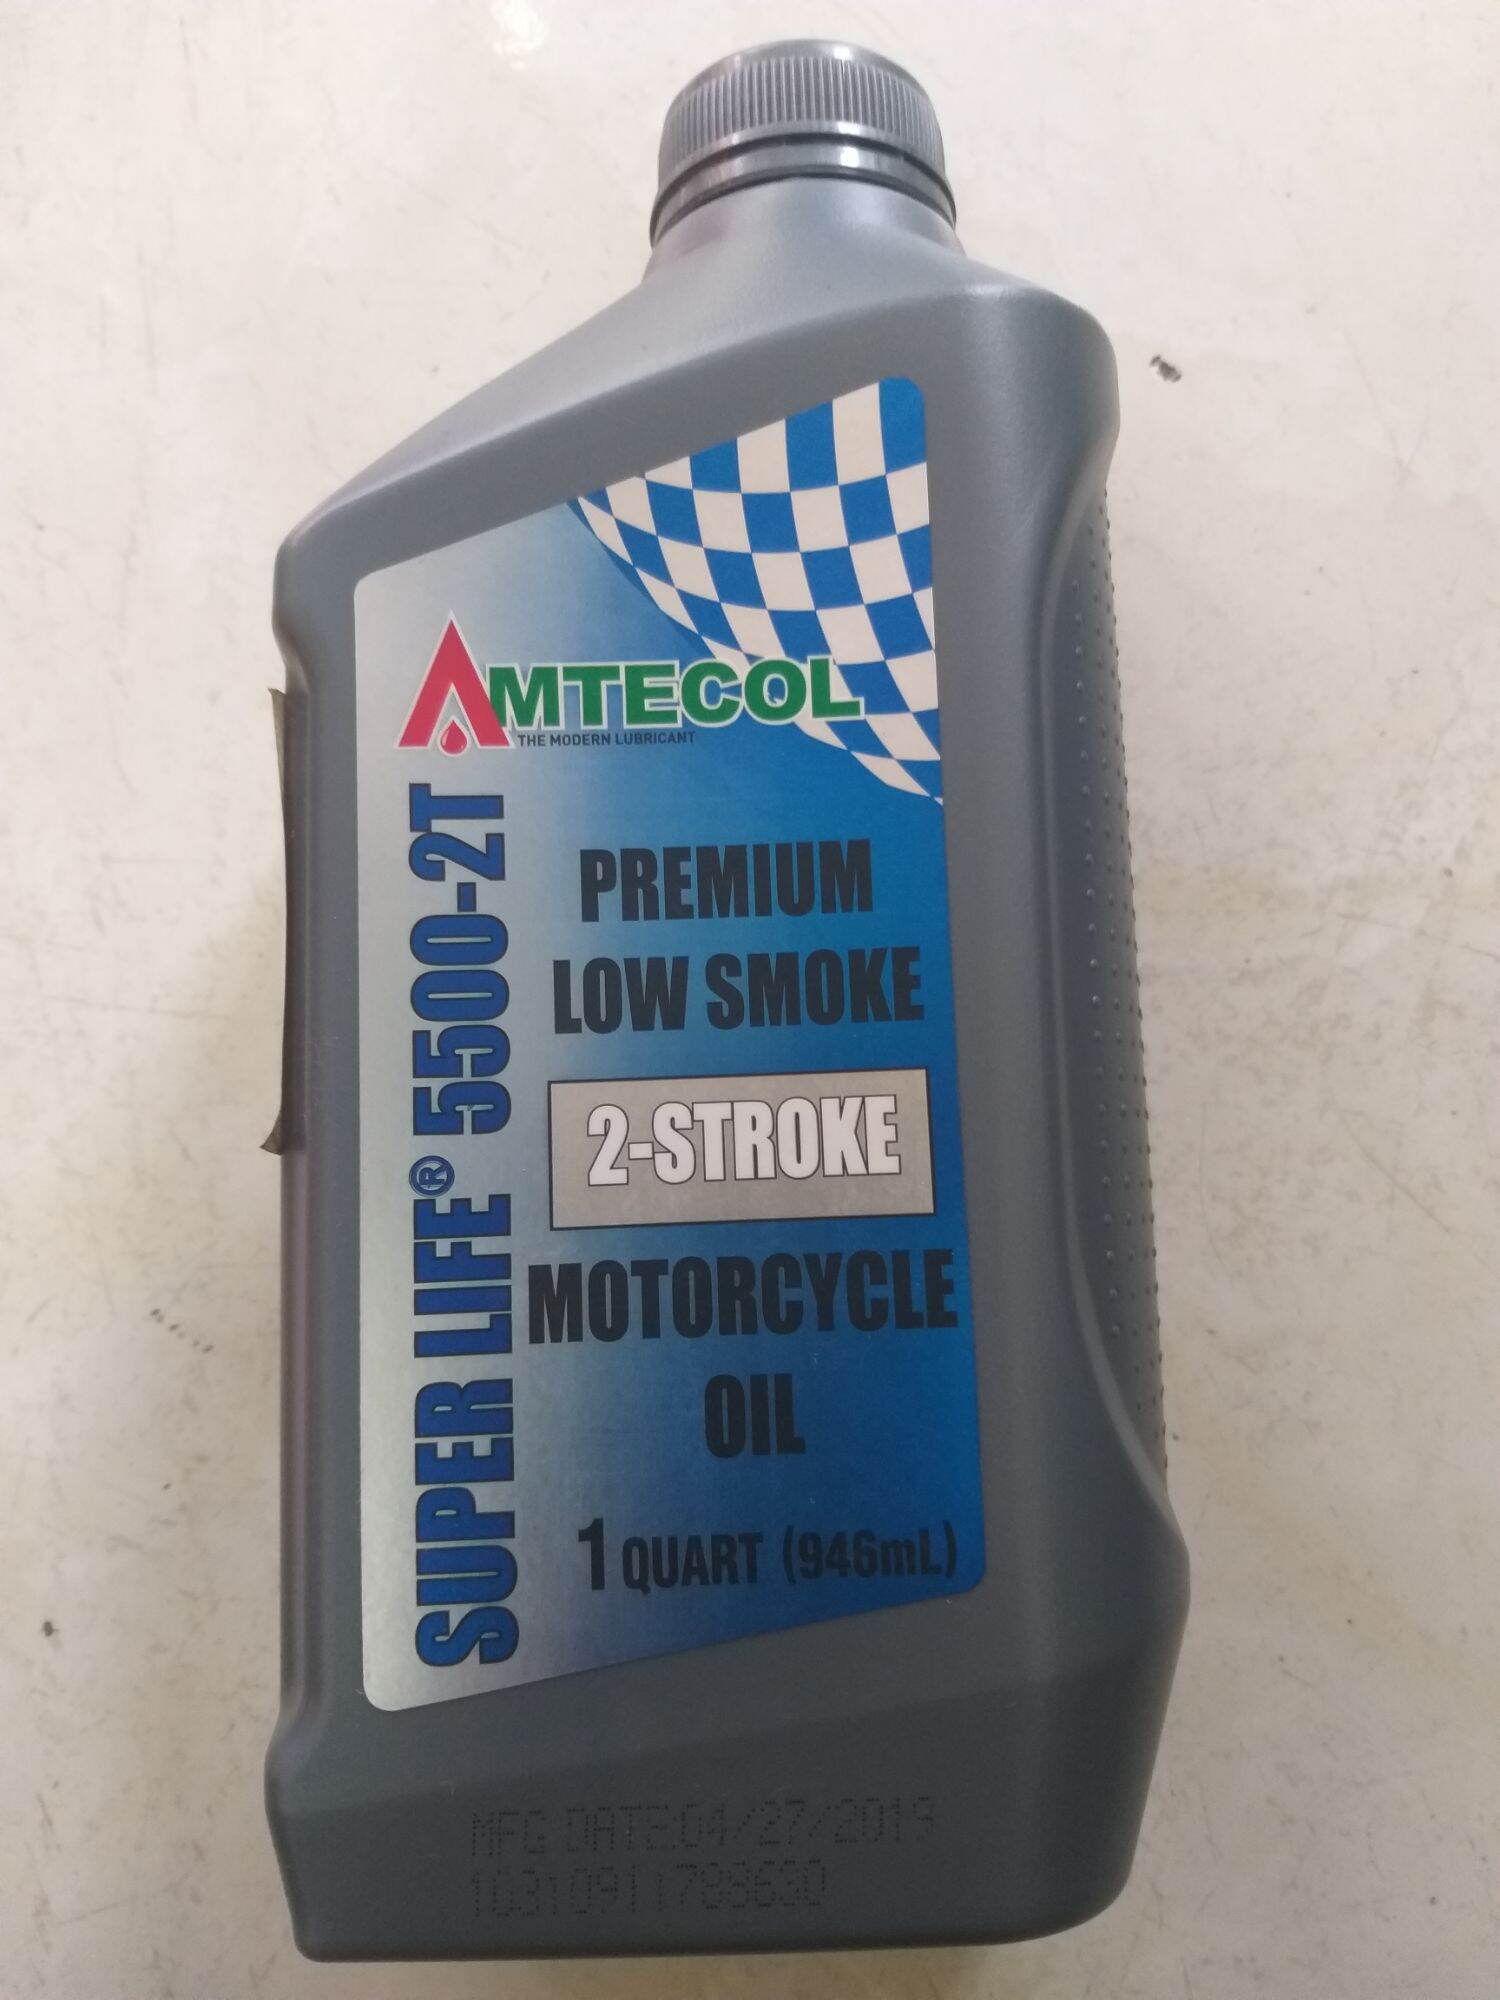 AMTECOL
THE MODERN LUBRICANT
SUPER LIFE® 5500-2T
PREMIUM
LOW SMOKE
2-STROKE
MOTORCYCLE
OIL
1 QUART (946mL)
MFG DATE:04/27/2019